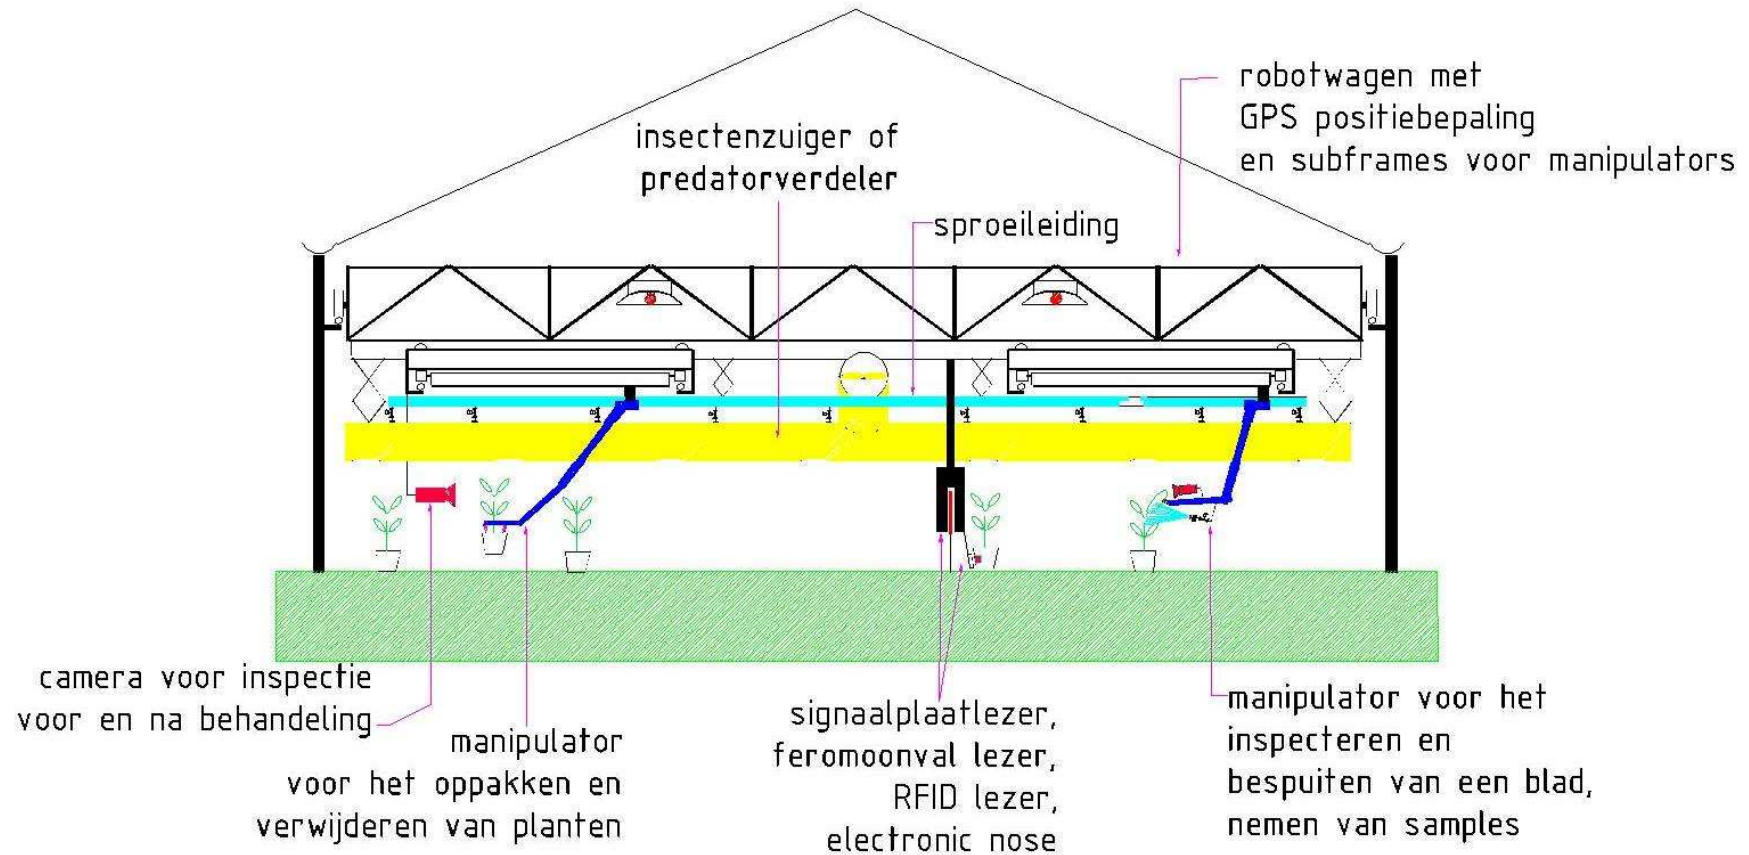 robotwagen met
GPS positiebepaling
en subframes voor manipulators
insectenzuiger of
predatorverdeler
sproeileiding
camera voor inspectie
voor en na behandeling
manipulator
voor het oppakken en
verwijderen van planten
signaalplaatlezer,
feromoonval lezer,
RFID lezer,
electronic nose
manipulator voor het
inspecteren en
bespuiten van een blad,
nemen van samples